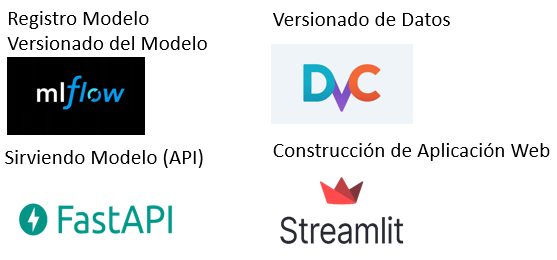 Registro Modelo
Versionado del Modelo
mlflow
Versionado de Datos
DVC
Sirviendo Modelo (API)
FastAPI
Construcción de Aplicación Web
Streamlit